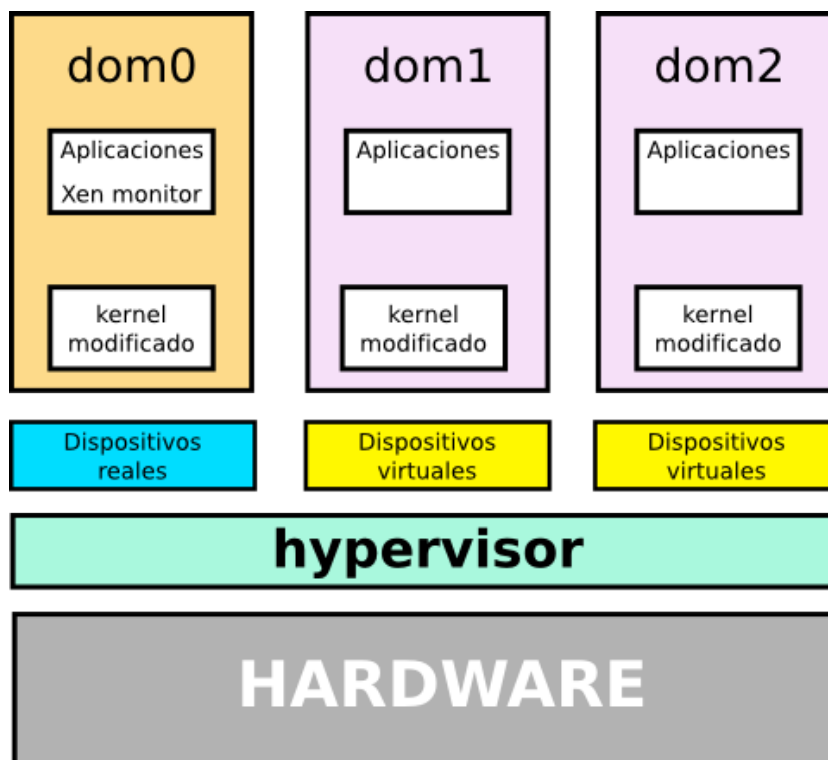 dom0
Aplicaciones
Xen monitor
kernel
modificado
Dispositivos
reales
dom1
Aplicaciones
kernel
modificado
Dispositivos
virtuales
dom2
Aplicaciones
kernel
modificado
Dispositivos
virtuales
hypervisor
HARDWARE